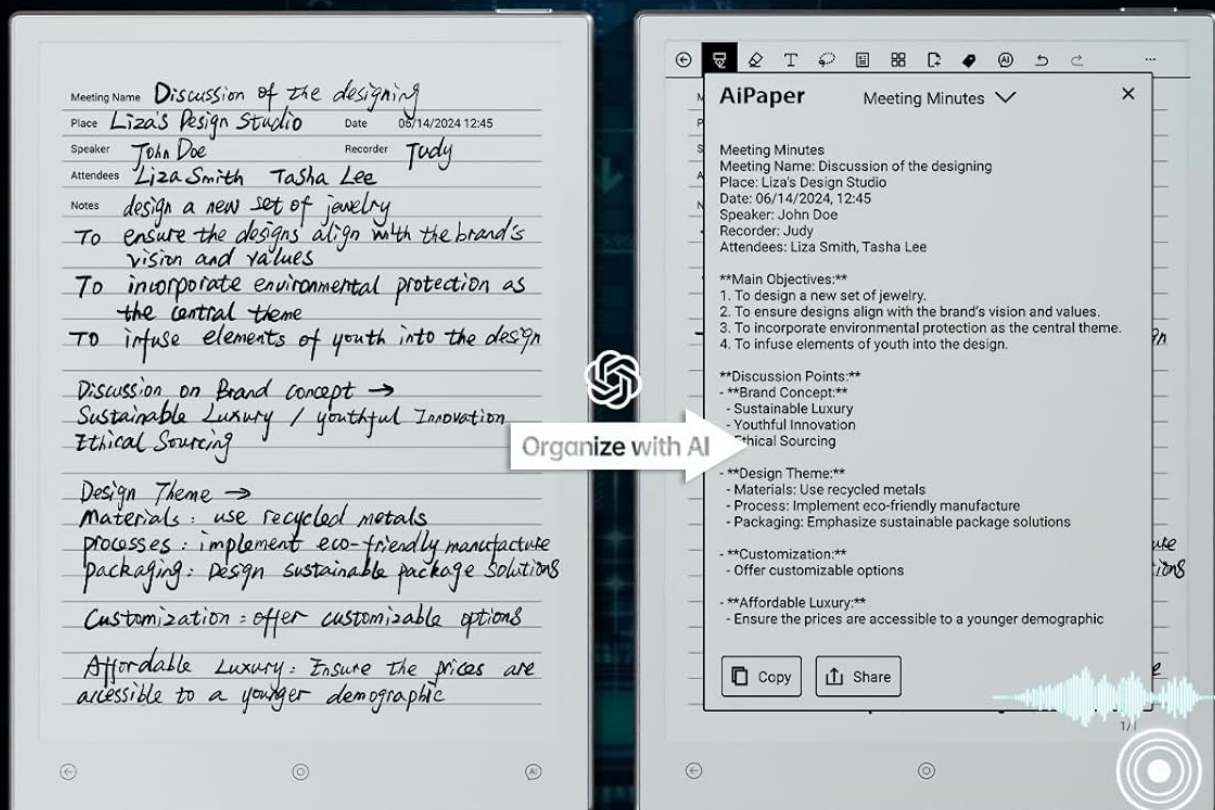 Meeting Name Discussion of the designing
Place Liza's Design Studio Date 06/14/2024 12:45
Speaker John Doe Recorder Judy
Attendees Liza Smith Tasha Lee
Notes design a new set of jewelry
To ensure the designs align with the brand's
vision and values
To incorporate environmental protection as
the central theme
To infuse elements of youth into the design
Discussion on Brand concept →
Sustainable Luxury / youthful Innovation
Ethical Sourcing
Design Theme →
Materials: use recycled metals
processes: implement eco-friendly manufacture
packaging: Design sustainable package solutions
Customization: offer customizable options
Affordable Luxury: Ensure the prices are
accessible to a younger demographic
AI
Organize with AI
T
AI
AiPaper Meeting Minutes
Meeting Minutes
Meeting Name: Discussion of the designing
Place: Liza's Design Studio
Date: 06/14/2024, 12:45
Speaker: John Doe
Recorder: Judy
Attendees: Liza Smith, Tasha Lee
**Main Objectives:**
1. To design a new set of jewelry.
2. To ensure designs align with the brand's vision and values.
3. To incorporate environmental protection as the central theme.
4. To infuse elements of youth into the design.
**Discussion Points:**
- **Brand Concept:**
- Sustainable Luxury
- Youthful Innovation
- Ethical Sourcing
- **Design Theme:**
- Materials: Use recycled metals
- Process: Implement eco-friendly manufacture
- Packaging: Emphasize sustainable package solutions
- **Customization:**
- Offer customizable options
- **Affordable Luxury:**
- Ensure the prices are accessible to a younger demographic
Copy Share
1/1